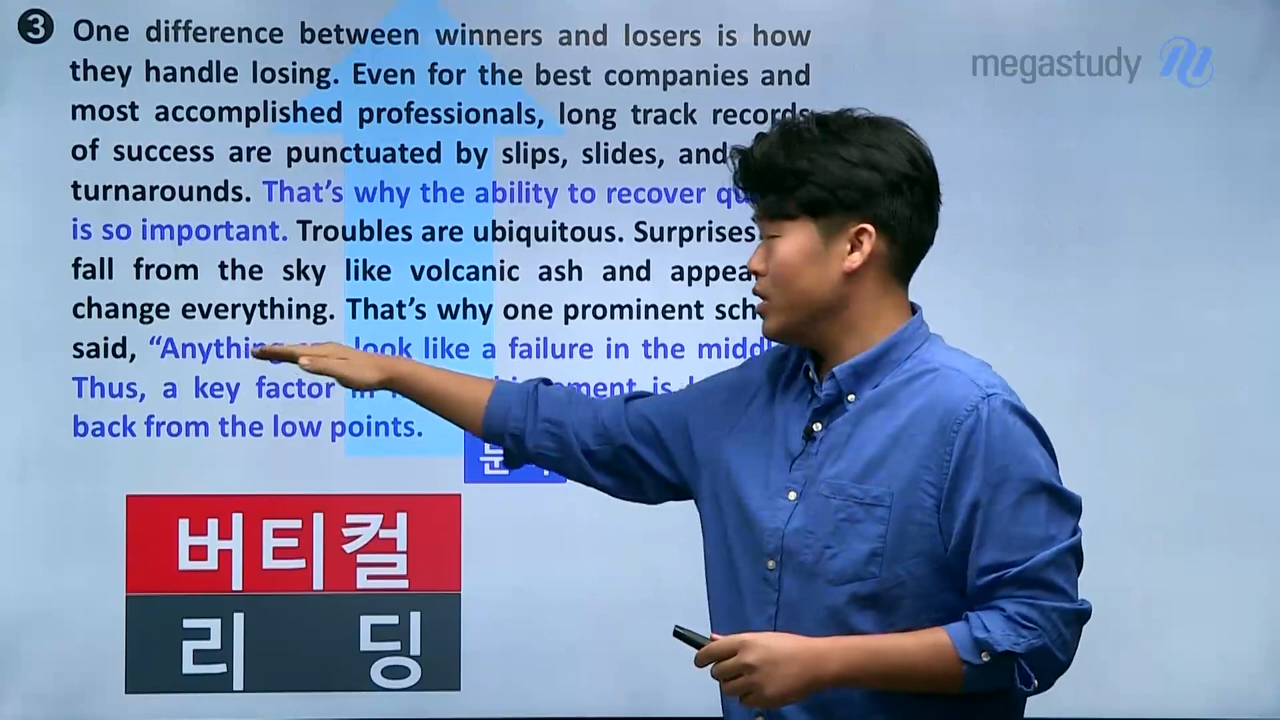 3 One difference between winners and losers is how
they handle losing. Even for the best companies and
most accomplished professionals, long track records
of success are punctuated by slips, slides, and
turnarounds. That's why the ability to recover
is so important. Troubles are ubiquitous. Surprises
fall from the sky like volcanic ash and
change everything. That's why one prominent
said, "Anything look like a failure in the
Thus, a key factor is
back from the low points.
버티컬
리딩
megastudy